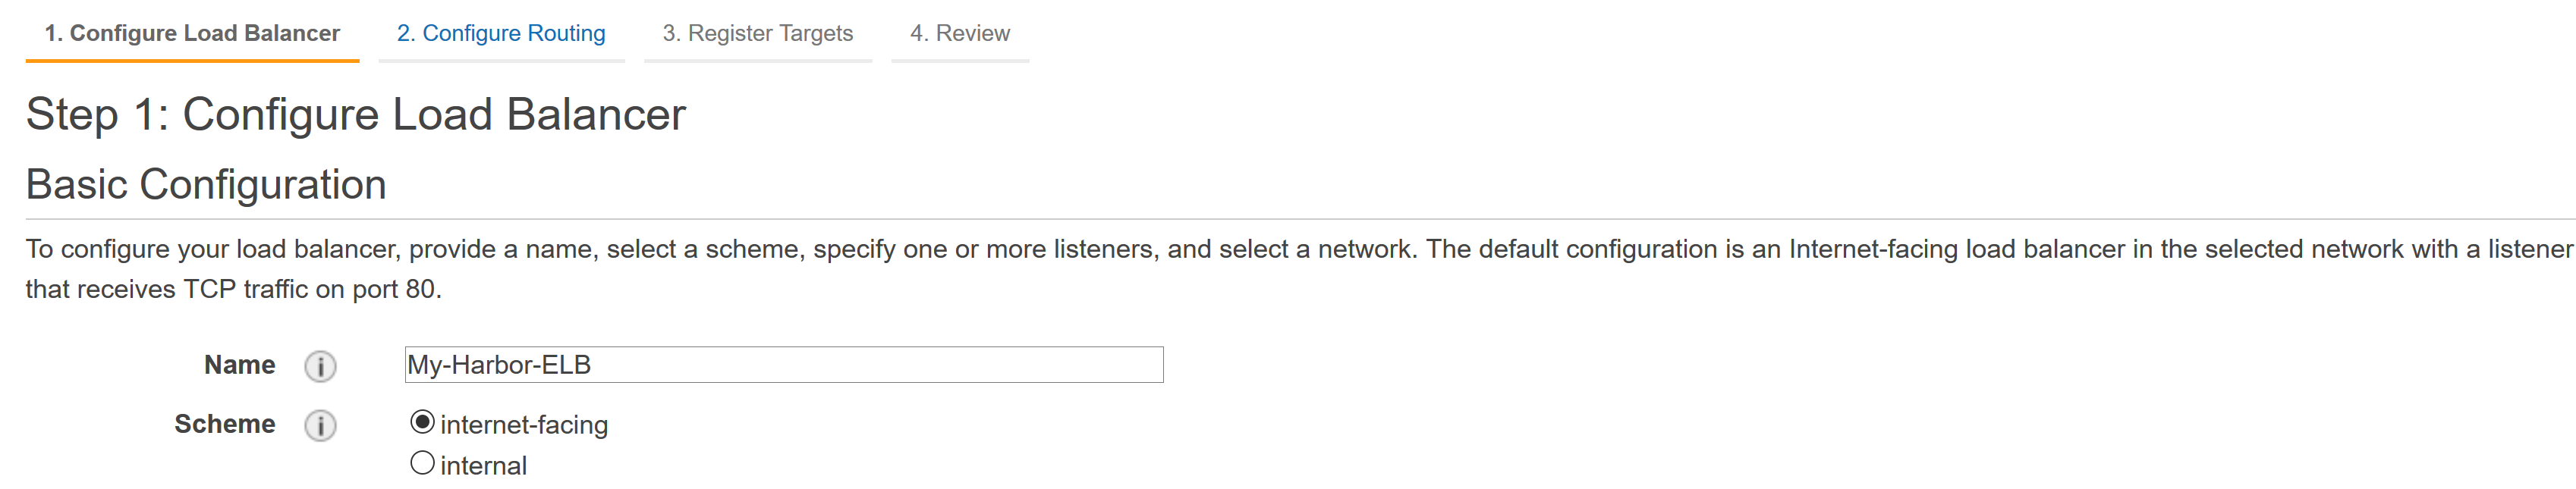 1. Configure Load Balancer 2. Configure Routing 3. Register Targets 4. Review
Step 1: Configure Load Balancer
Basic Configuration
To configure your load balancer, provide a name, select a scheme, specify one or more listeners, and select a network. The default configuration is an Internet-facing load balancer in the selected network with a listener
that receives TCP traffic on port 80.
Name i My-Harbor-ELB
Scheme i internet-facing
internal